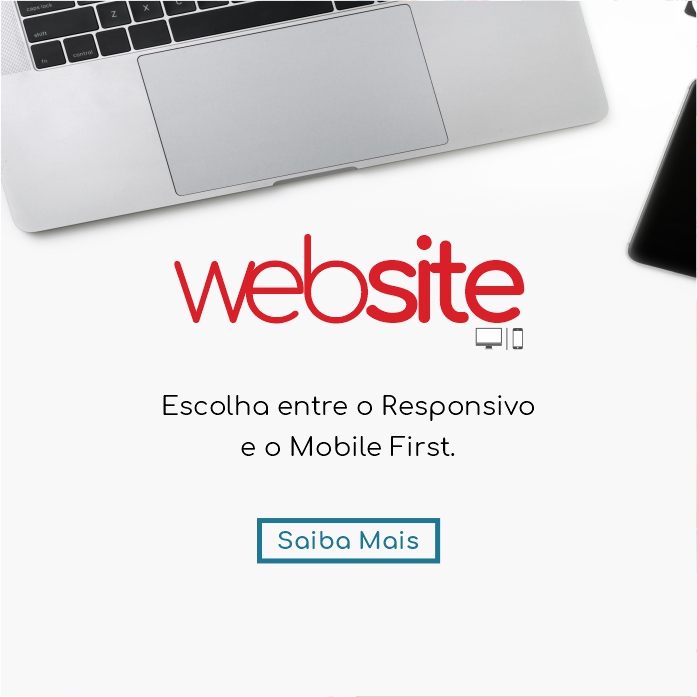 caps lock
shift
Z X C
fn control
website
Escolha entre o Responsivo
e o Mobile First.
Saiba Mais